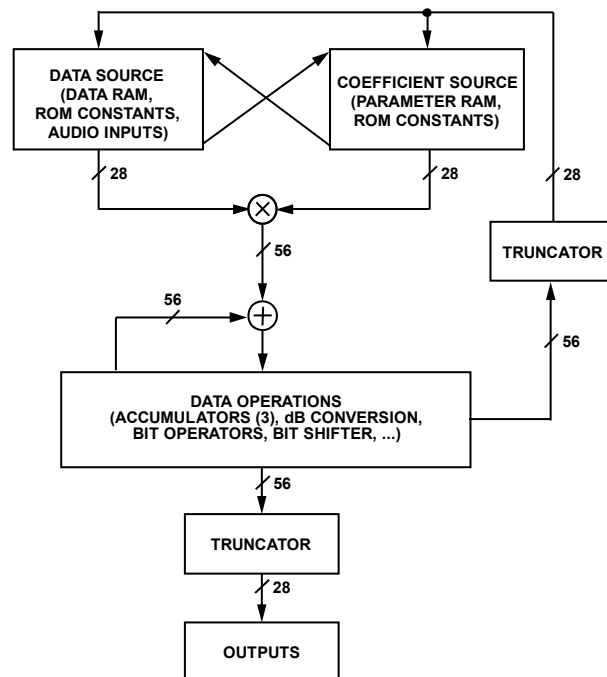 DATA SOURCE
(DATA RAM,
ROM CONSTANTS,
AUDIO INPUTS)
COEFFICIENT SOURCE
(PARAMETER RAM,
ROM CONSTANTS)
28
28
28
TRUNCATOR
56
56
56
DATA OPERATIONS
(ACCUMULATORS (3), dB CONVERSION,
BIT OPERATORS, BIT SHIFTER, ...)
56
TRUNCATOR
28
OUTPUTS